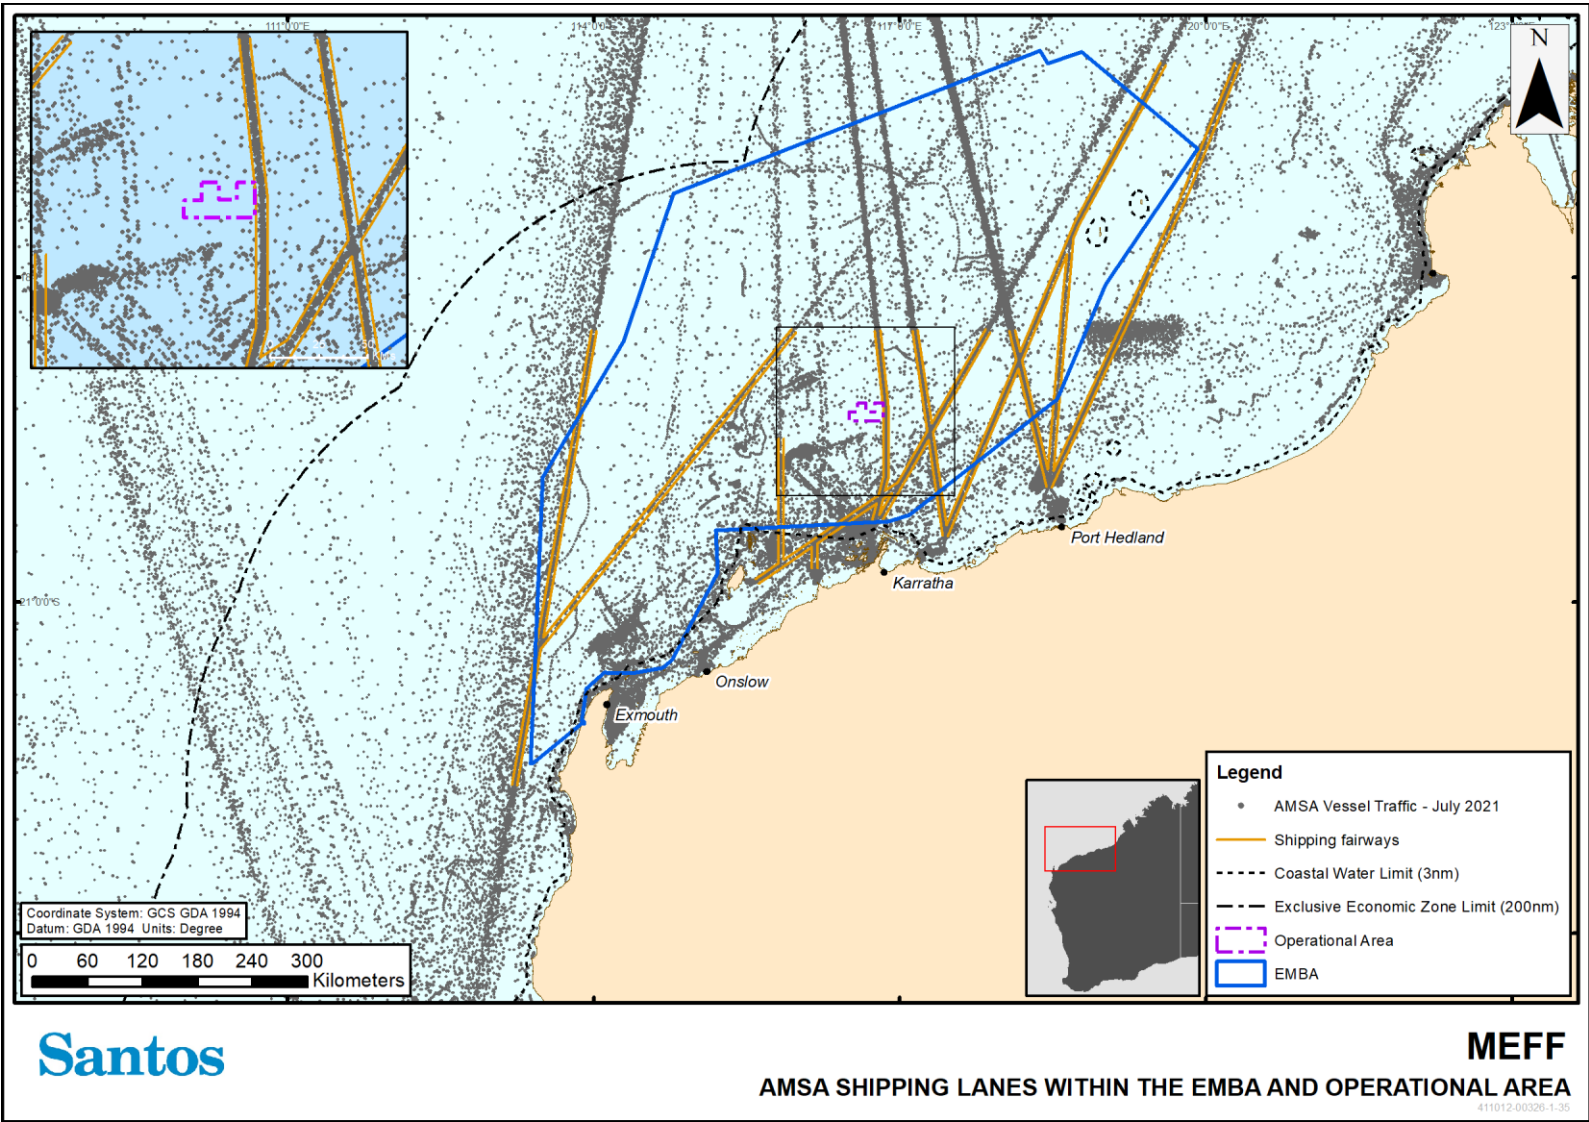 111°0'0"E
114°0'0"E
117°0'0"E
120°0'0"E
N
21°0'0"S
Port Hedland
Karratha
Onslow
Exmouth
Legend
AMSA Vessel Traffic - July 2021
Shipping fairways
Coastal Water Limit (3nm)
Exclusive Economic Zone Limit (200nm)
Operational Area
EMBA
Coordinate System: GCS GDA 1994
Datum: GDA 1994 Units: Degree
0 60 120 180 240 300
Kilometers
Santos
MEFF
AMSA SHIPPING LANES WITHIN THE EMBA AND OPERATIONAL AREA
411012-00326-1-35